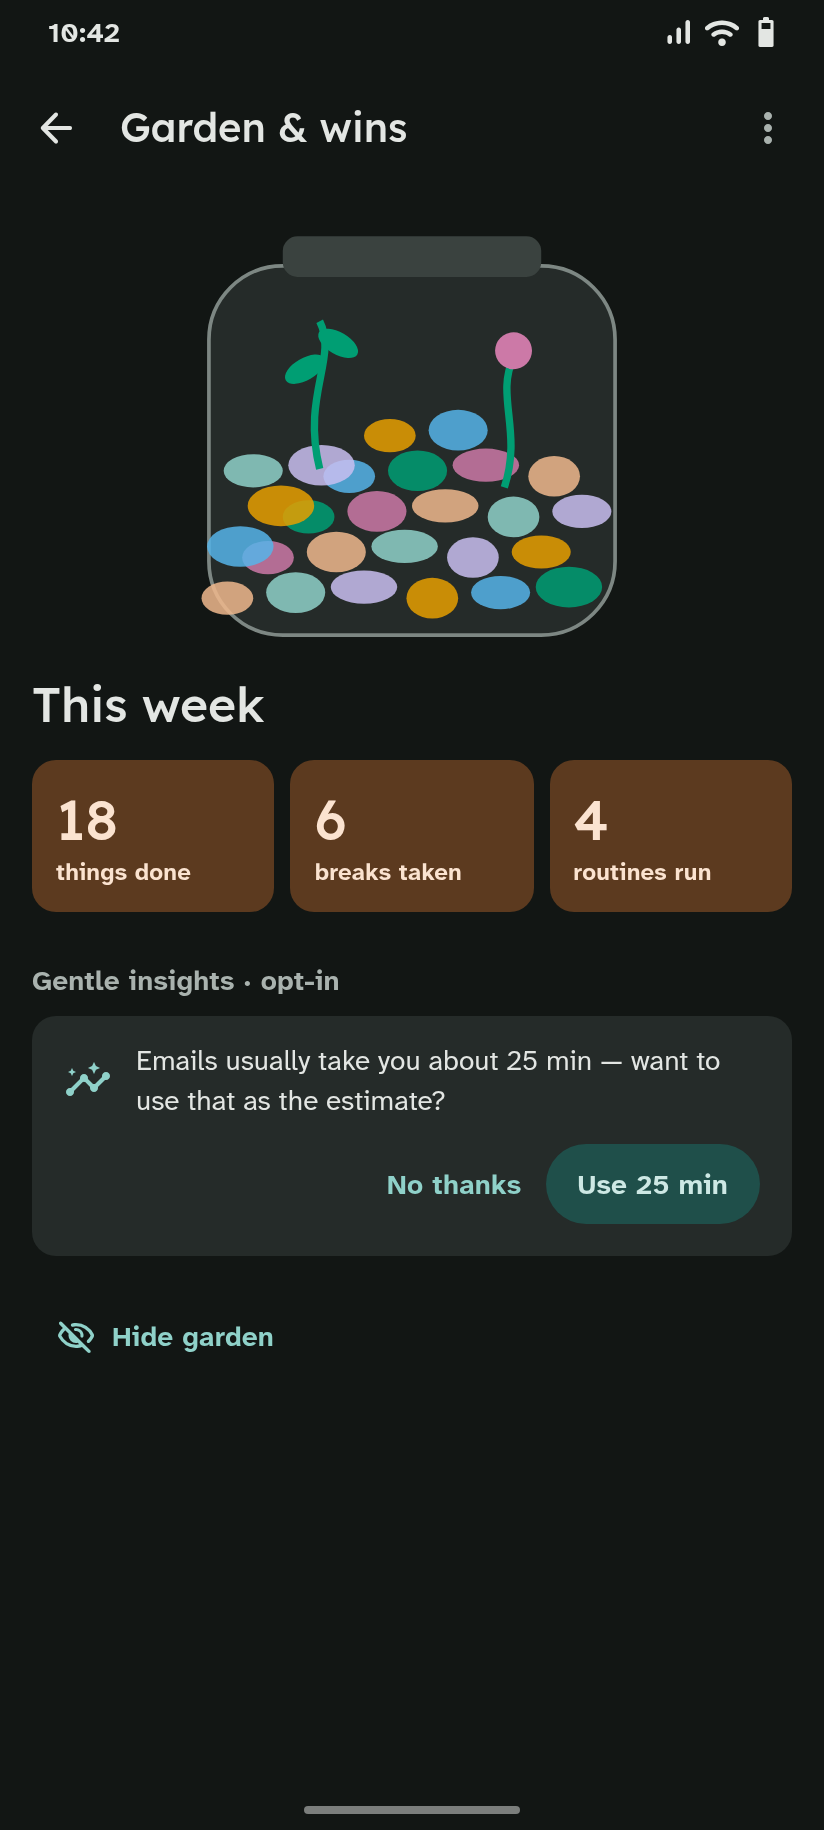 10:42
Garden & wins
This week
18
things done
6
breaks taken
4
routines run
Gentle insights · opt-in
Emails usually take you about 25 min — want to
use that as the estimate?
No thanks
Use 25 min
Hide garden